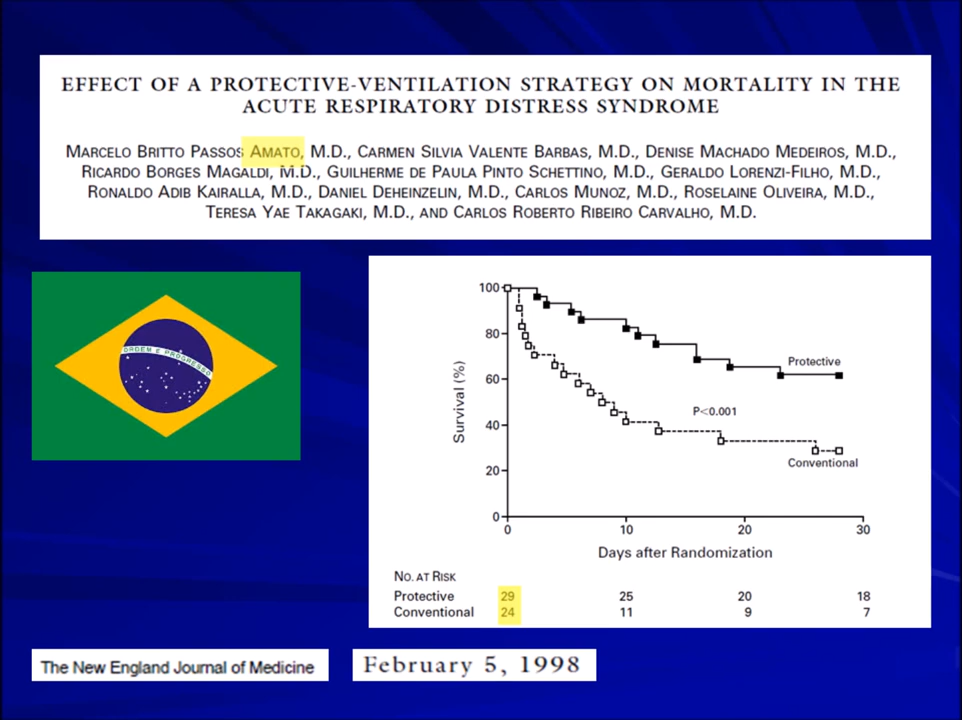 EFFECT OF A PROTECTIVE-VENTILATION STRATEGY ON MORTALITY IN THE
ACUTE RESPIRATORY DISTRESS SYNDROME
MARCELO BRITTO PASSOS AMATO, M.D., CARMEN SILVIA VALENTE BARBAS, M.D., DENISE MACHADO MEDEIROS, M.D.,
RICARDO BORGES MAGALDI, M.D., GUILHERME DE PAULA PINTO SCHETTINO, M.D., GERALDO LORENZI-FILHO, M.D.,
RONALDO ADIB KAIRALLA, M.D., DANIEL DEHEINZELIN, M.D., CARLOS MUNOZ, M.D., ROSELAINE OLIVEIRA, M.D.,
TERESA YAE TAKAGAKI, M.D., AND CARLOS ROBERTO RIBEIRO CARVALHO, M.D.
ORDEM E PROGRESSO
100
80
60
40
20
0
Survival (%)
Protective
P<0.001
Conventional
0 10 20 30
Days after Randomization
NO. AT RISK
Protective 29 25 20 18
Conventional 24 11 9 7
The New England Journal of Medicine
February 5, 1998